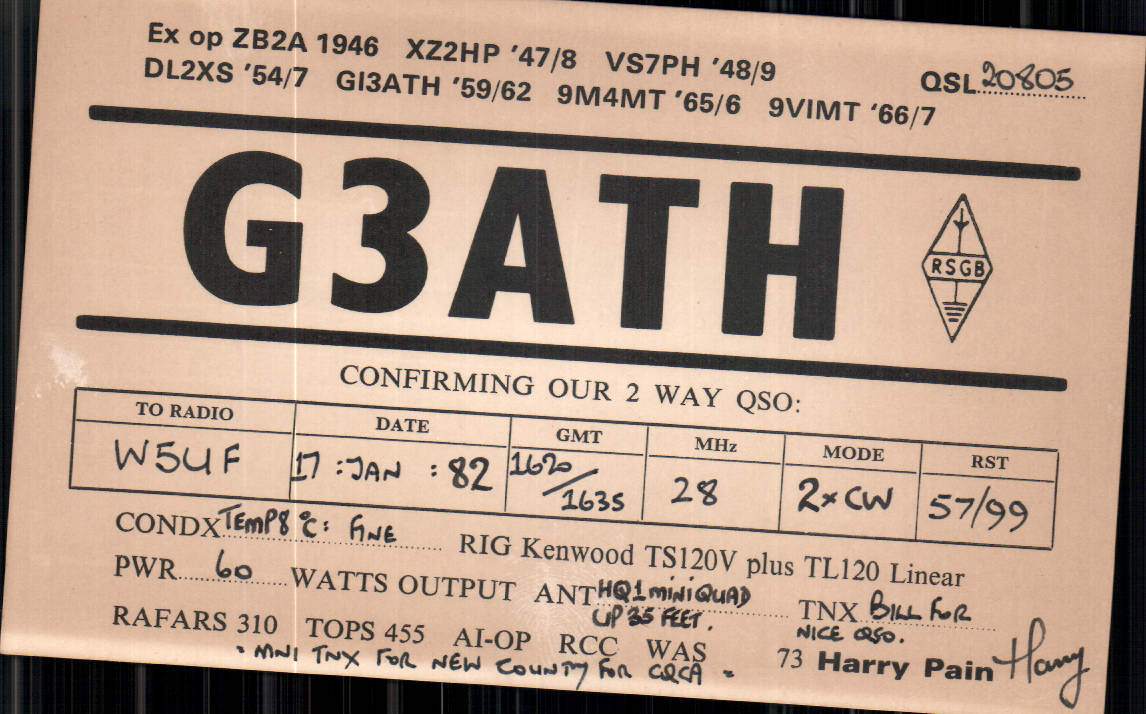 Ex op ZB2A 1946 XZ2HP '47/8 VS7PH '48/9
DL2XS '54/7 GI3ATH '59/62 9M4MT '65/6 9VIMT '66/7
QSL 20805
G3ATH
RSGB
CONFIRMING OUR 2 WAY QSO:
TO RADIO DATE GMT MHz MODE RST
W5UF 17 : JAN : 82 1620/1635 28 2xCW 57/99
CONDX TEMP 8°C: FINE RIG Kenwood TS120V plus TL120 Linear
PWR 60 WATTS OUTPUT ANT HQ1 MINIQUAD UP 35 FEET. TNX BILL FOR NICE QSO.
RAFARS 310 TOPS 455 AI-OP RCC WAS 73 Harry Pain Harry
- MNI TNX FOR NEW COUNTY FOR CQCA -